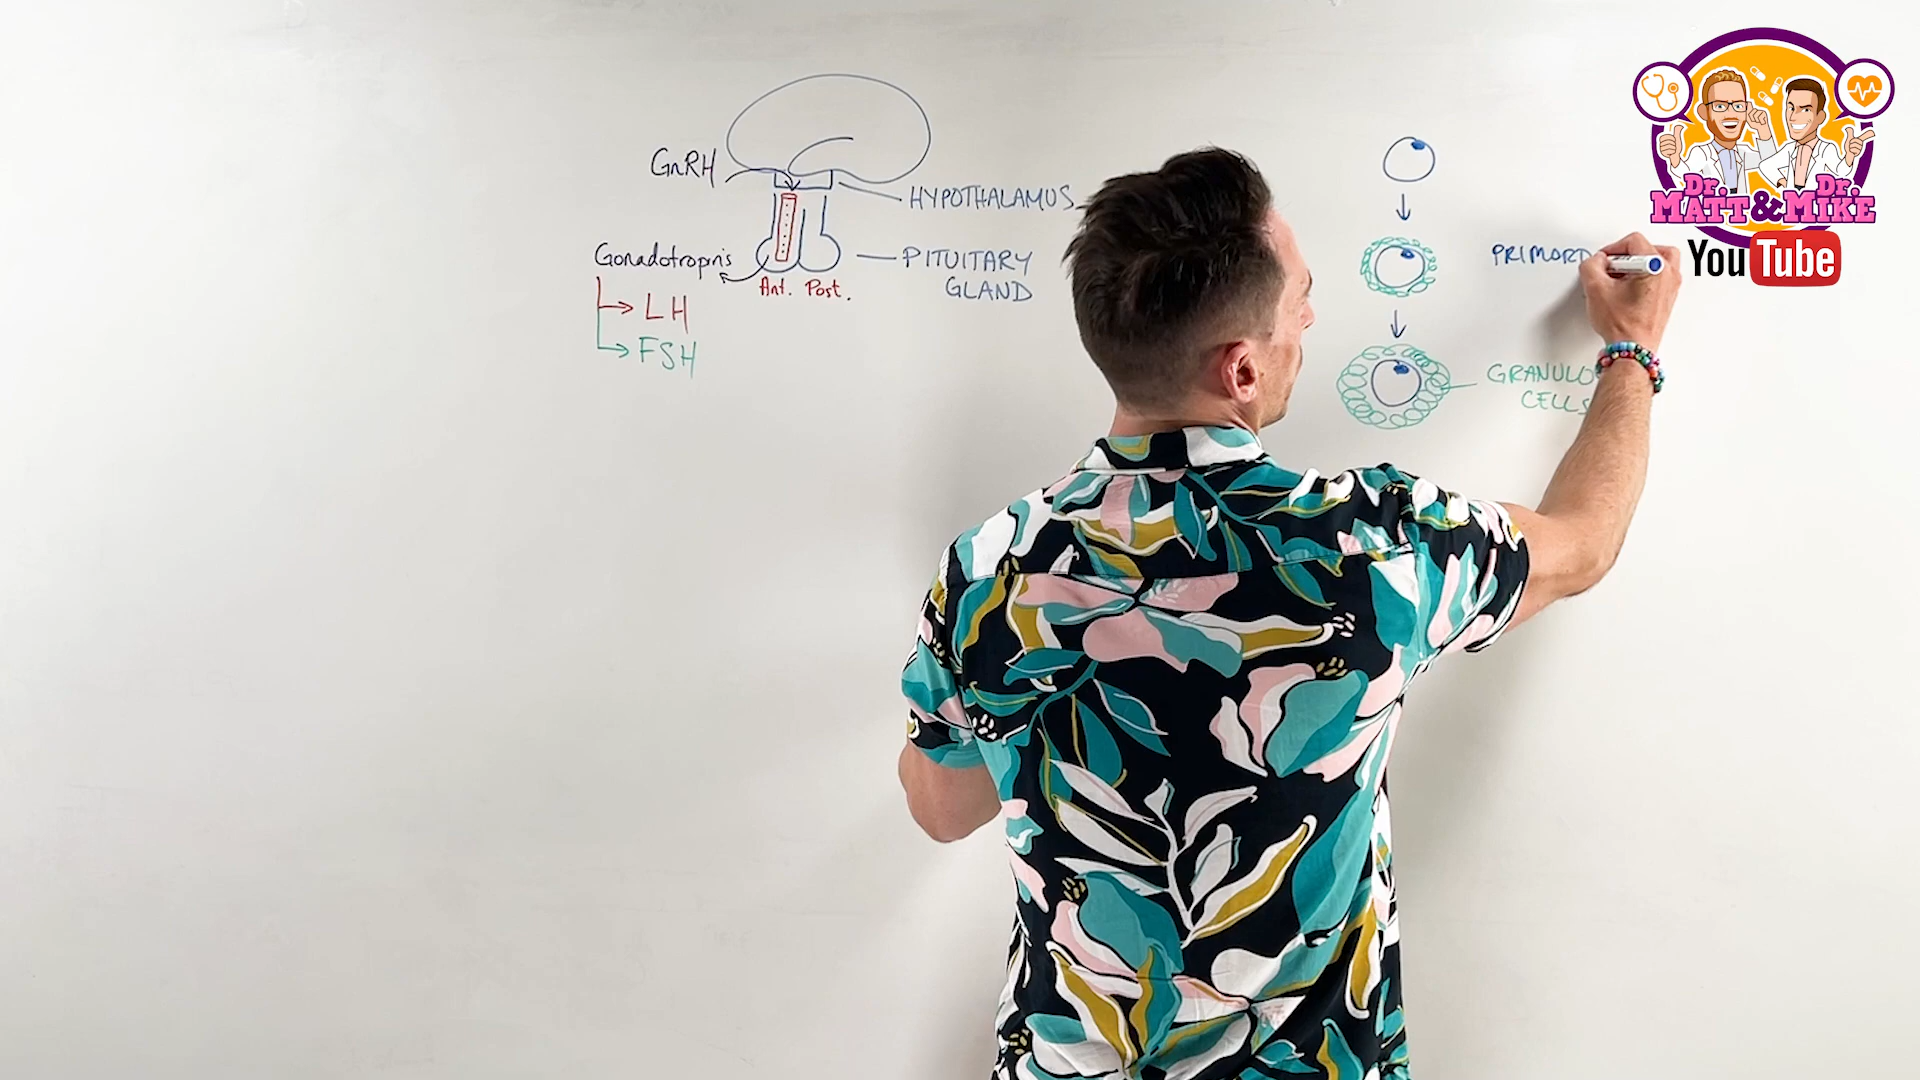 GnRH
HYPOTHALAMUS
Gonadotropins
PITUITARY
GLAND
Ant. Post.
LH
FSH
PRIMORD
GRANULO
CELLS
Dr. Dr.
MATT & MIKE
YouTube